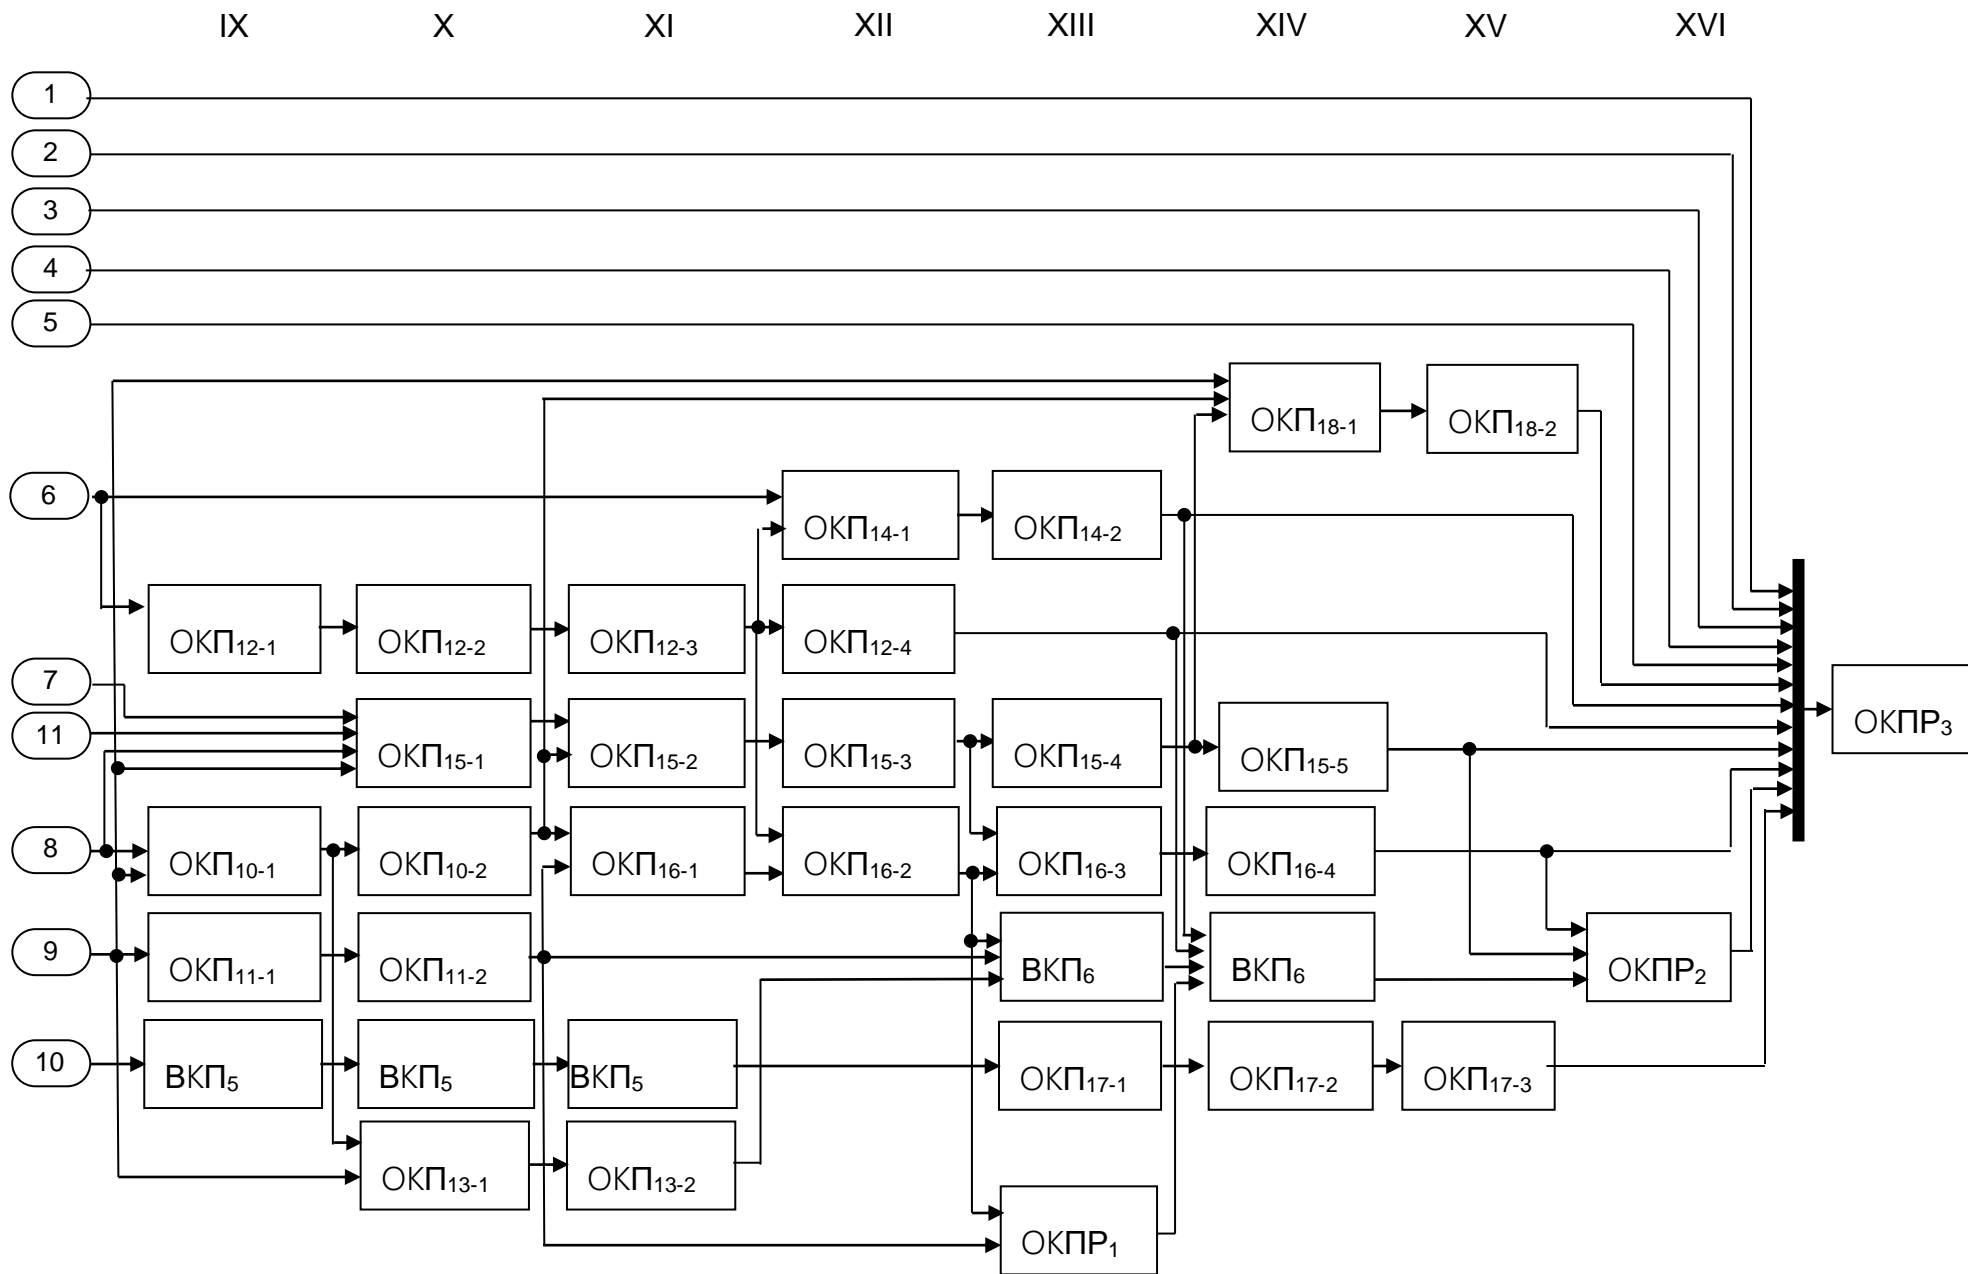 IX X XI XII XIII XIV XV XVI
1
2
3
4
5
ОКП18-1 ОКП18-2
6
ОКП14-1 ОКП14-2
ОКП12-1 ОКП12-2 ОКП12-3 ОКП12-4
7
11
ОКПР3
ОКП15-1 ОКП15-2 ОКП15-3 ОКП15-4 ОКП15-5
8
ОКП10-1 ОКП10-2 ОКП16-1 ОКП16-2 ОКП16-3 ОКП16-4
9
ОКП11-1 ОКП11-2 ВКП6 ВКП6 ОКПР2
10
ВКП5 ВКП5 ВКП5 ОКП17-1 ОКП17-2 ОКП17-3
ОКП13-1 ОКП13-2
ОКПР1